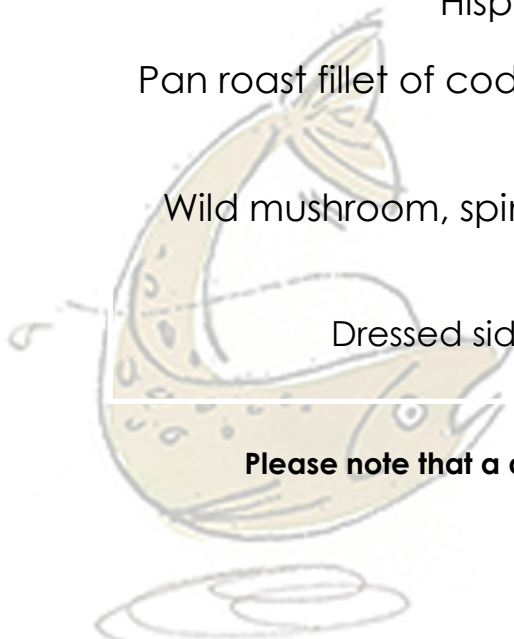 Hisp
Pan roast fillet of cod
Wild mushroom, spin
Dressed sid
Please note that a